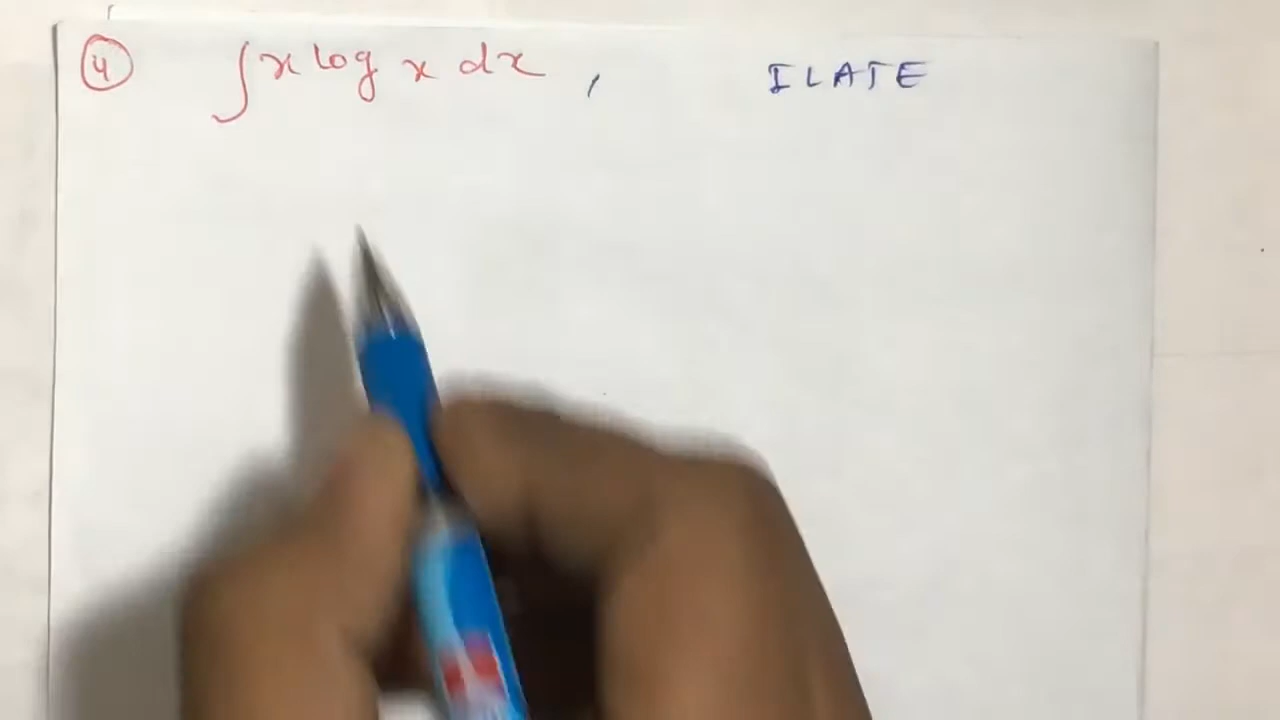 ④ ∫ x log x dx , ILATE